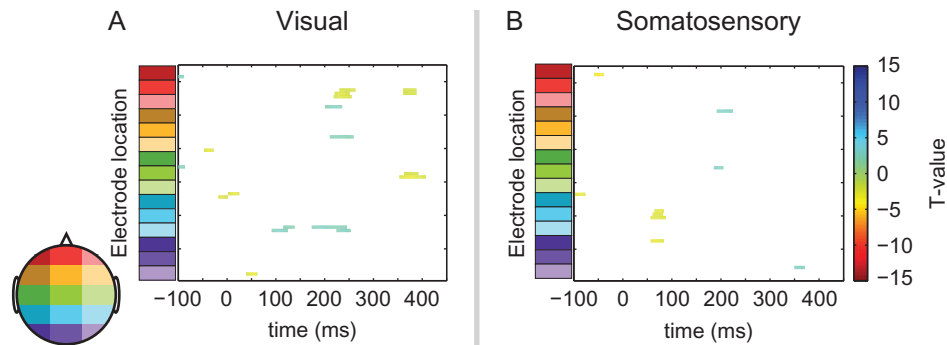 A Visual
Electrode location
−100 0 100 200 300 400
time (ms)
B Somatosensory
Electrode location
−100 0 100 200 300 400
time (ms)
15
10
5
0
−5
−10
−15
T-value